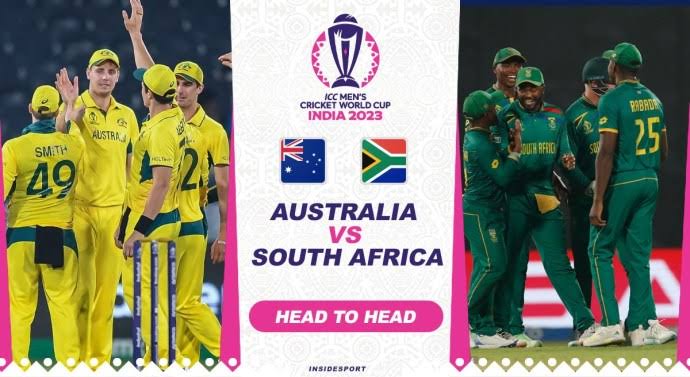 SMITH
49
AUSTRALIA
2
ICC MEN'S
CRICKET WORLD CUP
INDIA 2023
AUSTRALIA
VS
SOUTH AFRICA
HEAD TO HEAD
INSIDESPORT
SOUTH AFRICA
RABADA
25